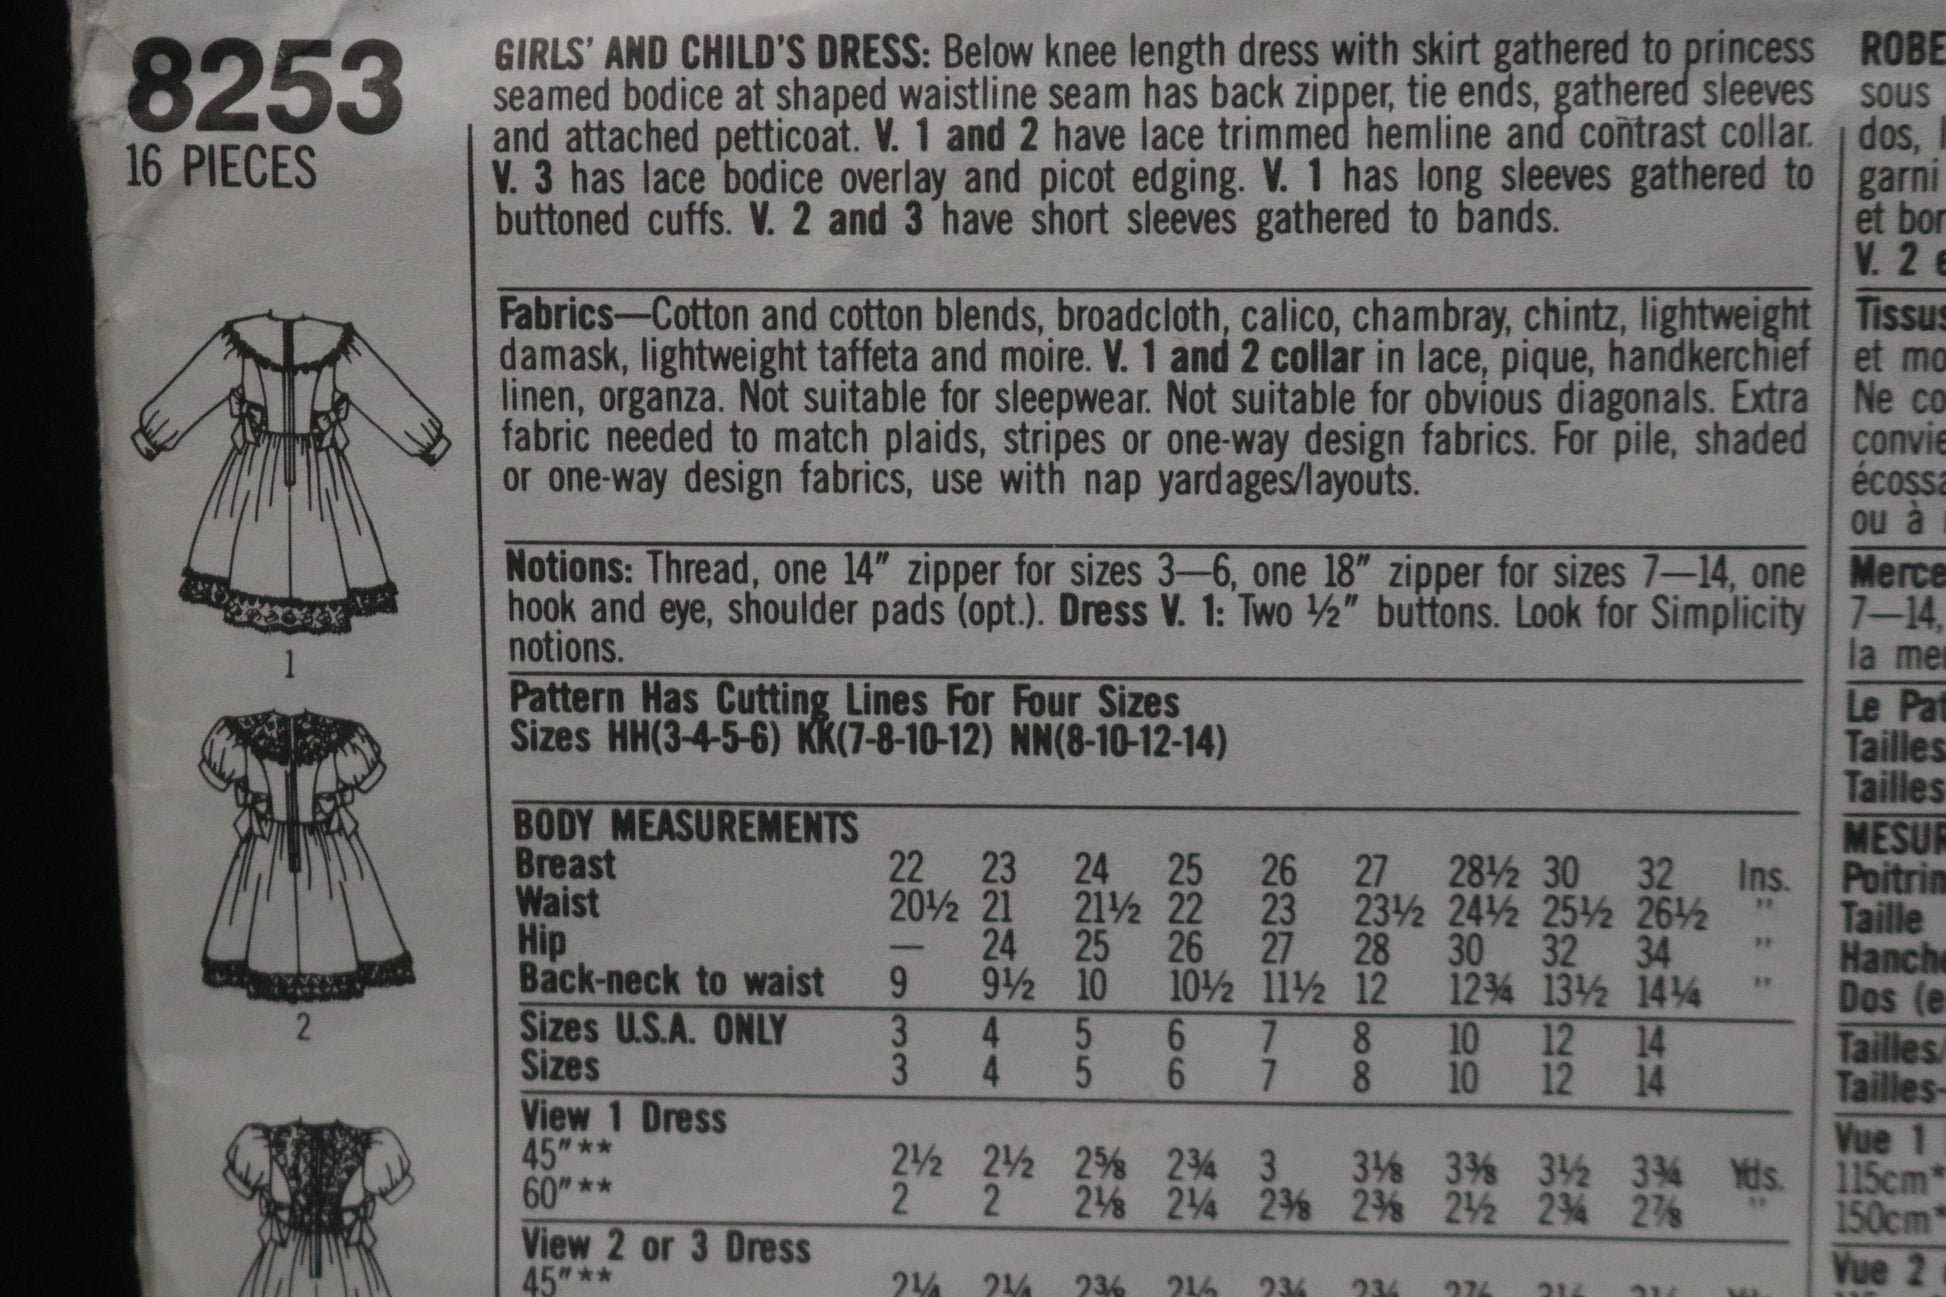 8253
16 PIECES
GIRLS' AND CHILD'S DRESS: Below knee length dress with skirt gathered to princess
seamed bodice at shaped waistline seam has back zipper, tie ends, gathered sleeves
and attached petticoat. V. 1 and 2 have lace trimmed hemline and contrast collar.
V. 3 has lace bodice overlay and picot edging. V. 1 has long sleeves gathered to
buttoned cuffs. V. 2 and 3 have short sleeves gathered to bands.
Fabrics—Cotton and cotton blends, broadcloth, calico, chambray, chintz, lightweight
damask, lightweight taffeta and moire. V. 1 and 2 collar in lace, pique, handkerchief
linen, organza. Not suitable for sleepwear. Not suitable for obvious diagonals. Extra
fabric needed to match plaids, stripes or one-way design fabrics. For pile, shaded
or one-way design fabrics, use with nap yardages/layouts.
Notions: Thread, one 14" zipper for sizes 3—6, one 18" zipper for sizes 7—14, one
hook and eye, shoulder pads (opt.). Dress V. 1: Two ½" buttons. Look for Simplicity
notions.
Pattern Has Cutting Lines For Four Sizes
Sizes HH(3-4-5-6) KK(7-8-10-12) NN(8-10-12-14)
BODY MEASUREMENTS
Breast 22 23 24 25 26 27 28½ 30 32 Ins.
Waist 20½ 21 21½ 22 23 23½ 24½ 25½ 26½ "
Hip — 24 25 26 27 28 30 32 34 "
Back-neck to waist 9 9½ 10 10½ 11½ 12 12¾ 13½ 14¼ "
Sizes U.S.A. ONLY 3 4 5 6 7 8 10 12 14
Sizes 3 4 5 6 7 8 10 12 14
View 1 Dress
45"** 2½ 2½ 2⅝ 2¾ 3 3⅛ 3⅜ 3½ 3¾ Yds.
60"** 2 2 2⅛ 2¼ 2⅜ 2⅜ 2½ 2¾ 2⅞ "
View 2 or 3 Dress
45"** 2¼ 2¼
1
2
ROBE
sous
dos,
garni
et
V. 2
Tissus
et
Ne
ou à
7—14,
la
Le
Tailles
Tailles
Taille
Dos
Tailles
Vue 1
115cm*
150cm*
Vue 2